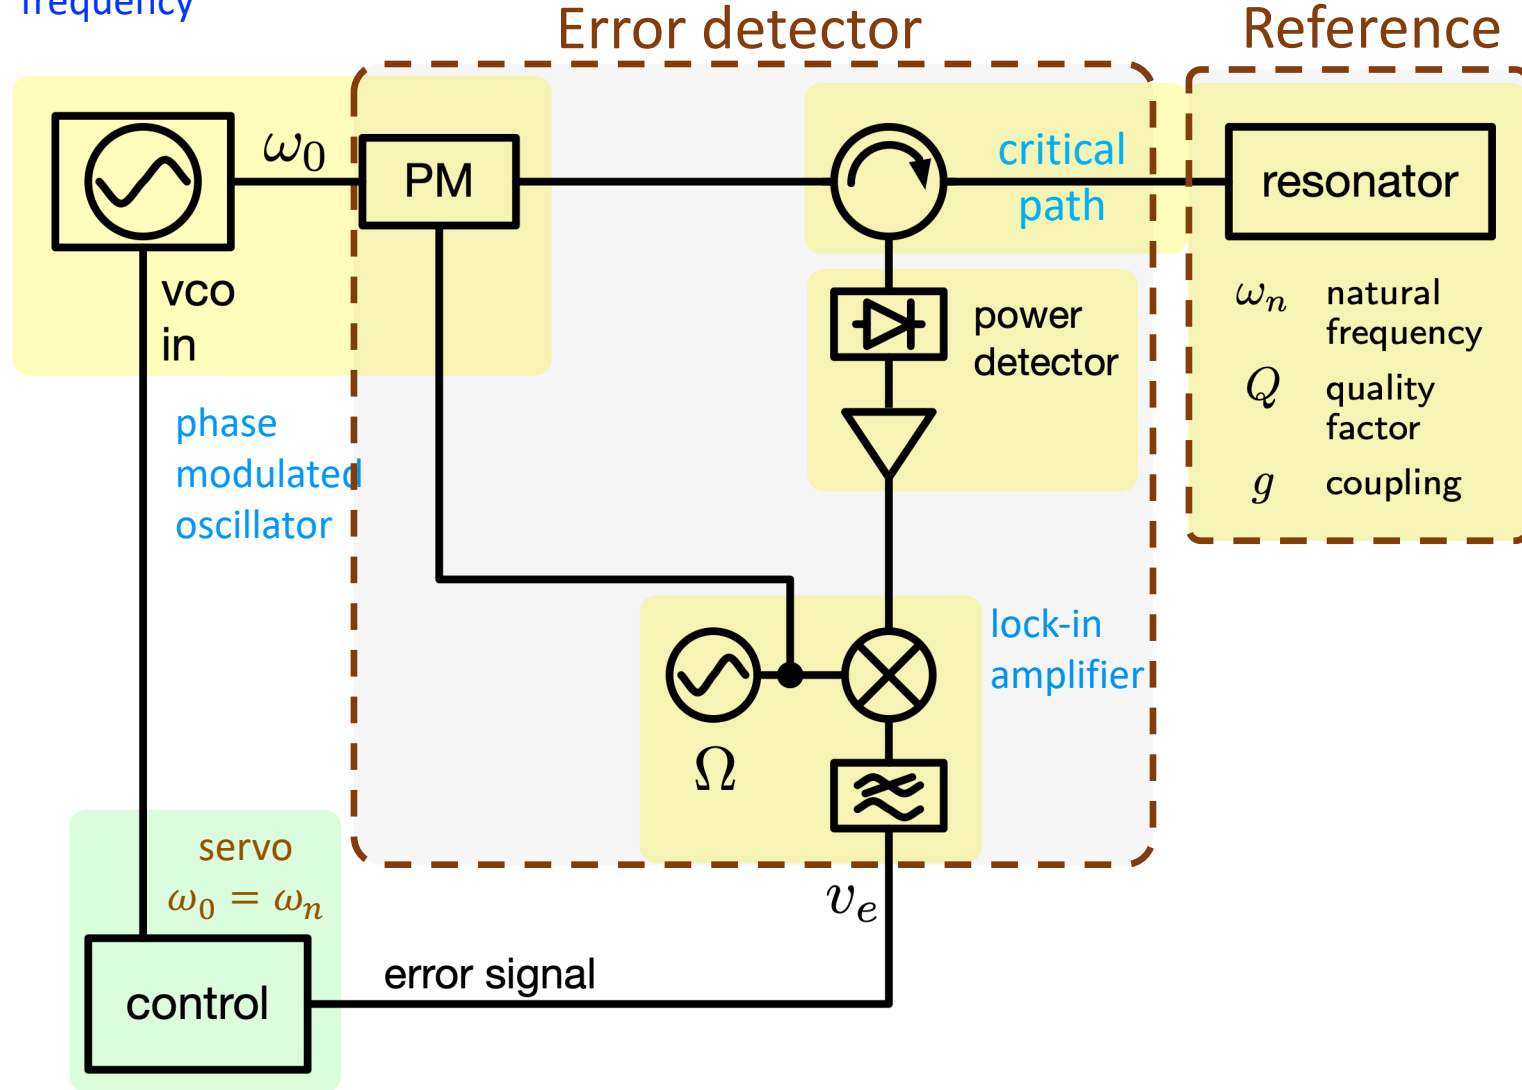 frequency
Error detector
Reference
ω₀
PM
critical
path
resonator
vco
in
power
detector
ωₙ natural
frequency
Q quality
factor
g coupling
phase
modulated
oscillator
lock-in
amplifier
Ω
servo
ω₀ = ωₙ
vₑ
error signal
control